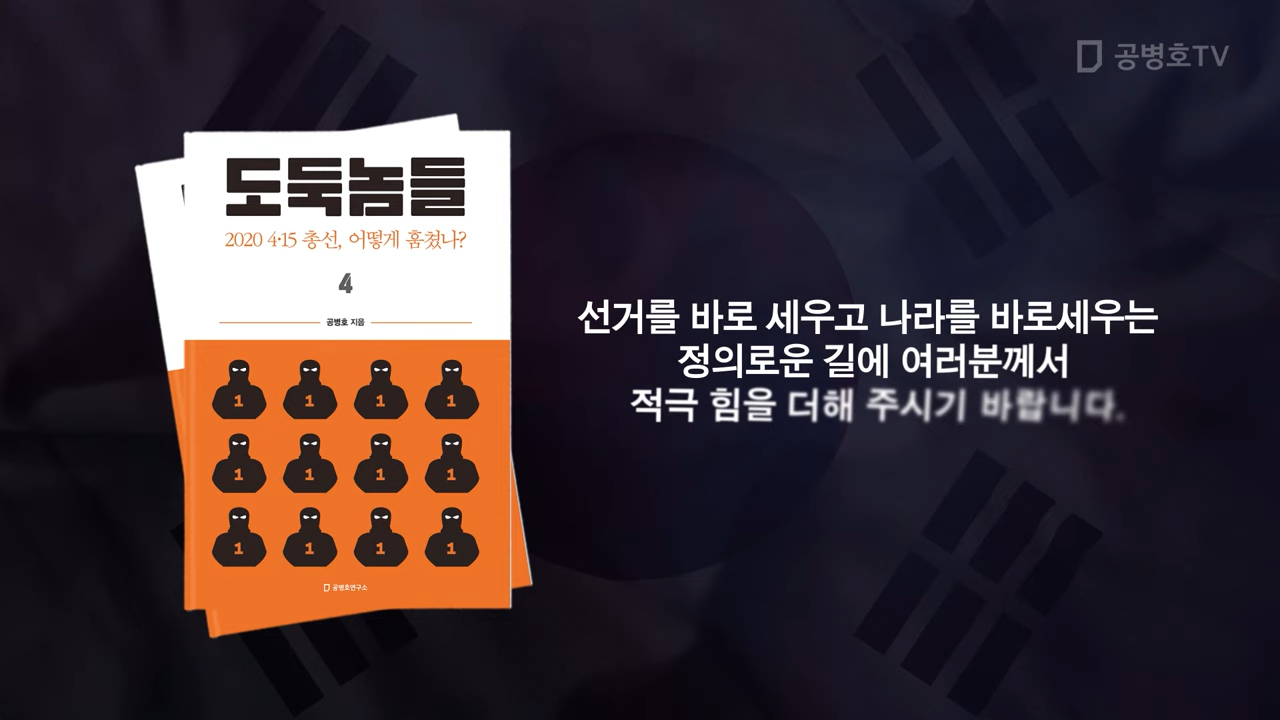 공병호TV
도둑놈들
2020 4·15 총선, 어떻게 훔쳤나?
4
공병호 지음
1 1 1 1
1 1 1 1
1 1 1 1
공병호연구소
선거를 바로 세우고 나라를 바로세우는
정의로운 길에 여러분께서
적극 힘을 더해 주시기 바랍니다.